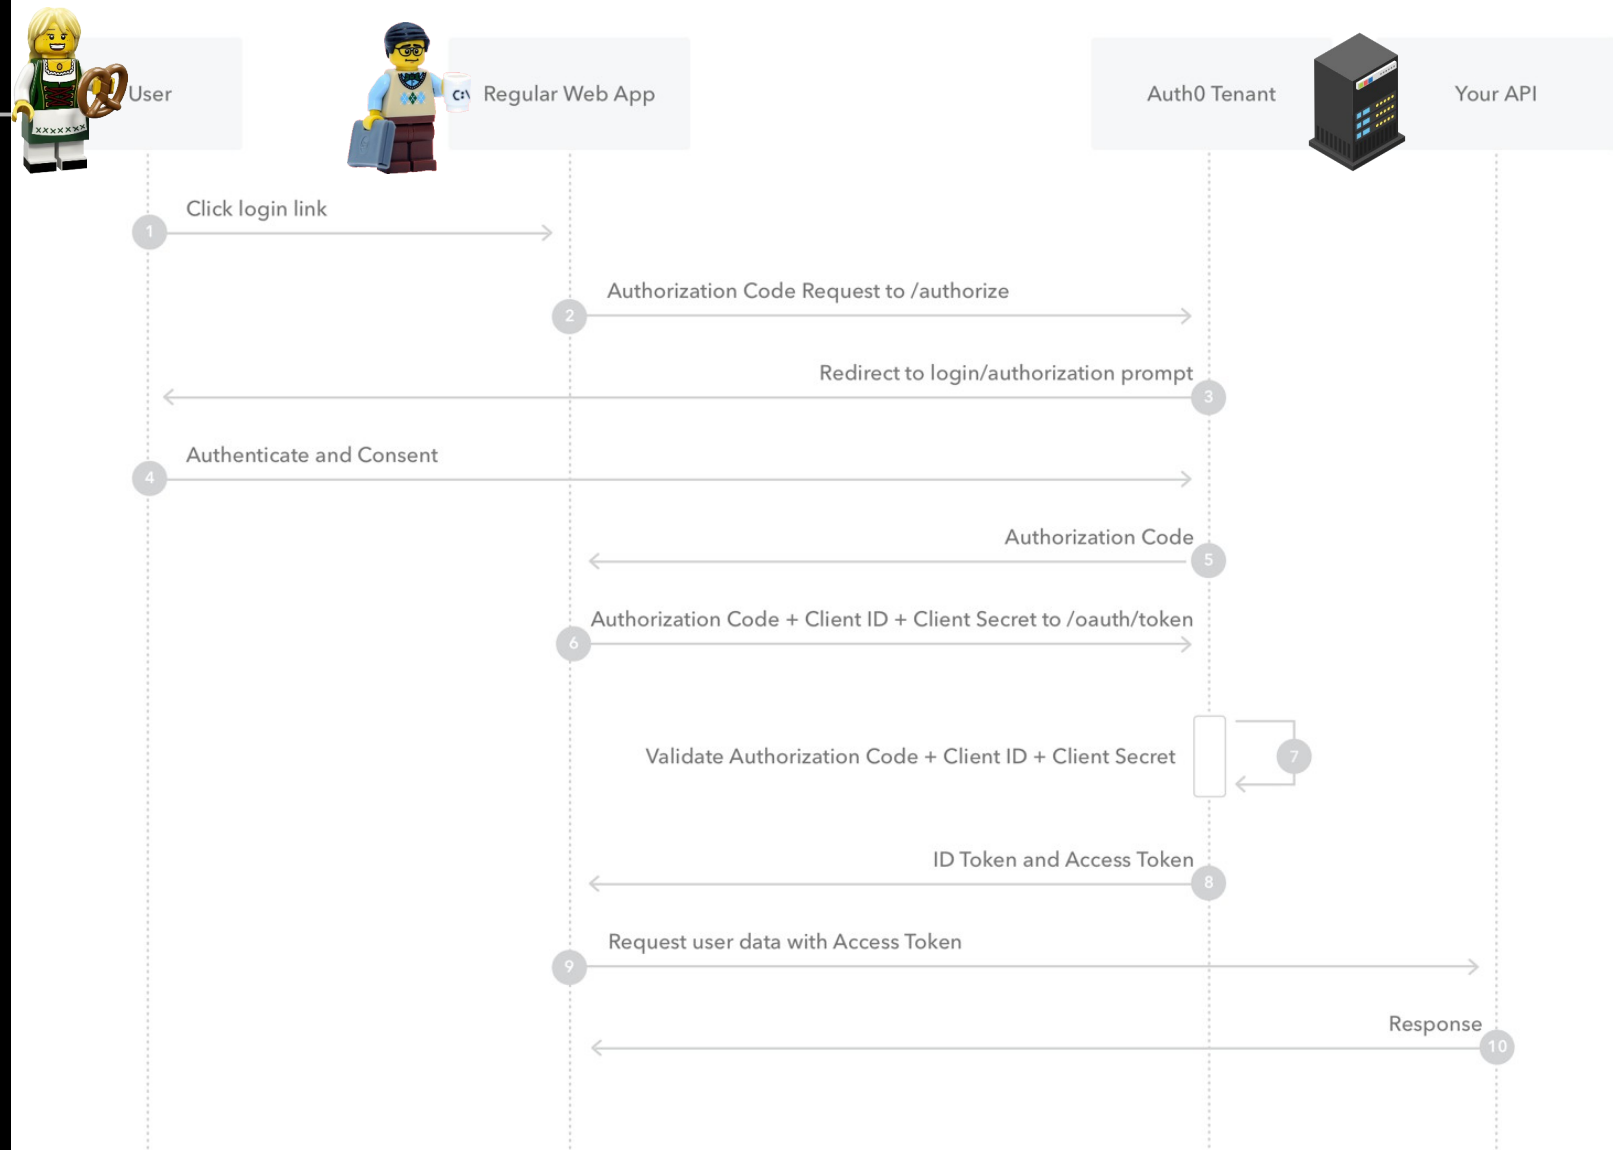 User
C:\
Regular Web App
Auth0 Tenant
Your API
Click login link
1
Authorization Code Request to /authorize
2
Redirect to login/authorization prompt
3
Authenticate and Consent
4
Authorization Code
5
Authorization Code + Client ID + Client Secret to /oauth/token
6
Validate Authorization Code + Client ID + Client Secret
7
ID Token and Access Token
8
Request user data with Access Token
9
Response
10